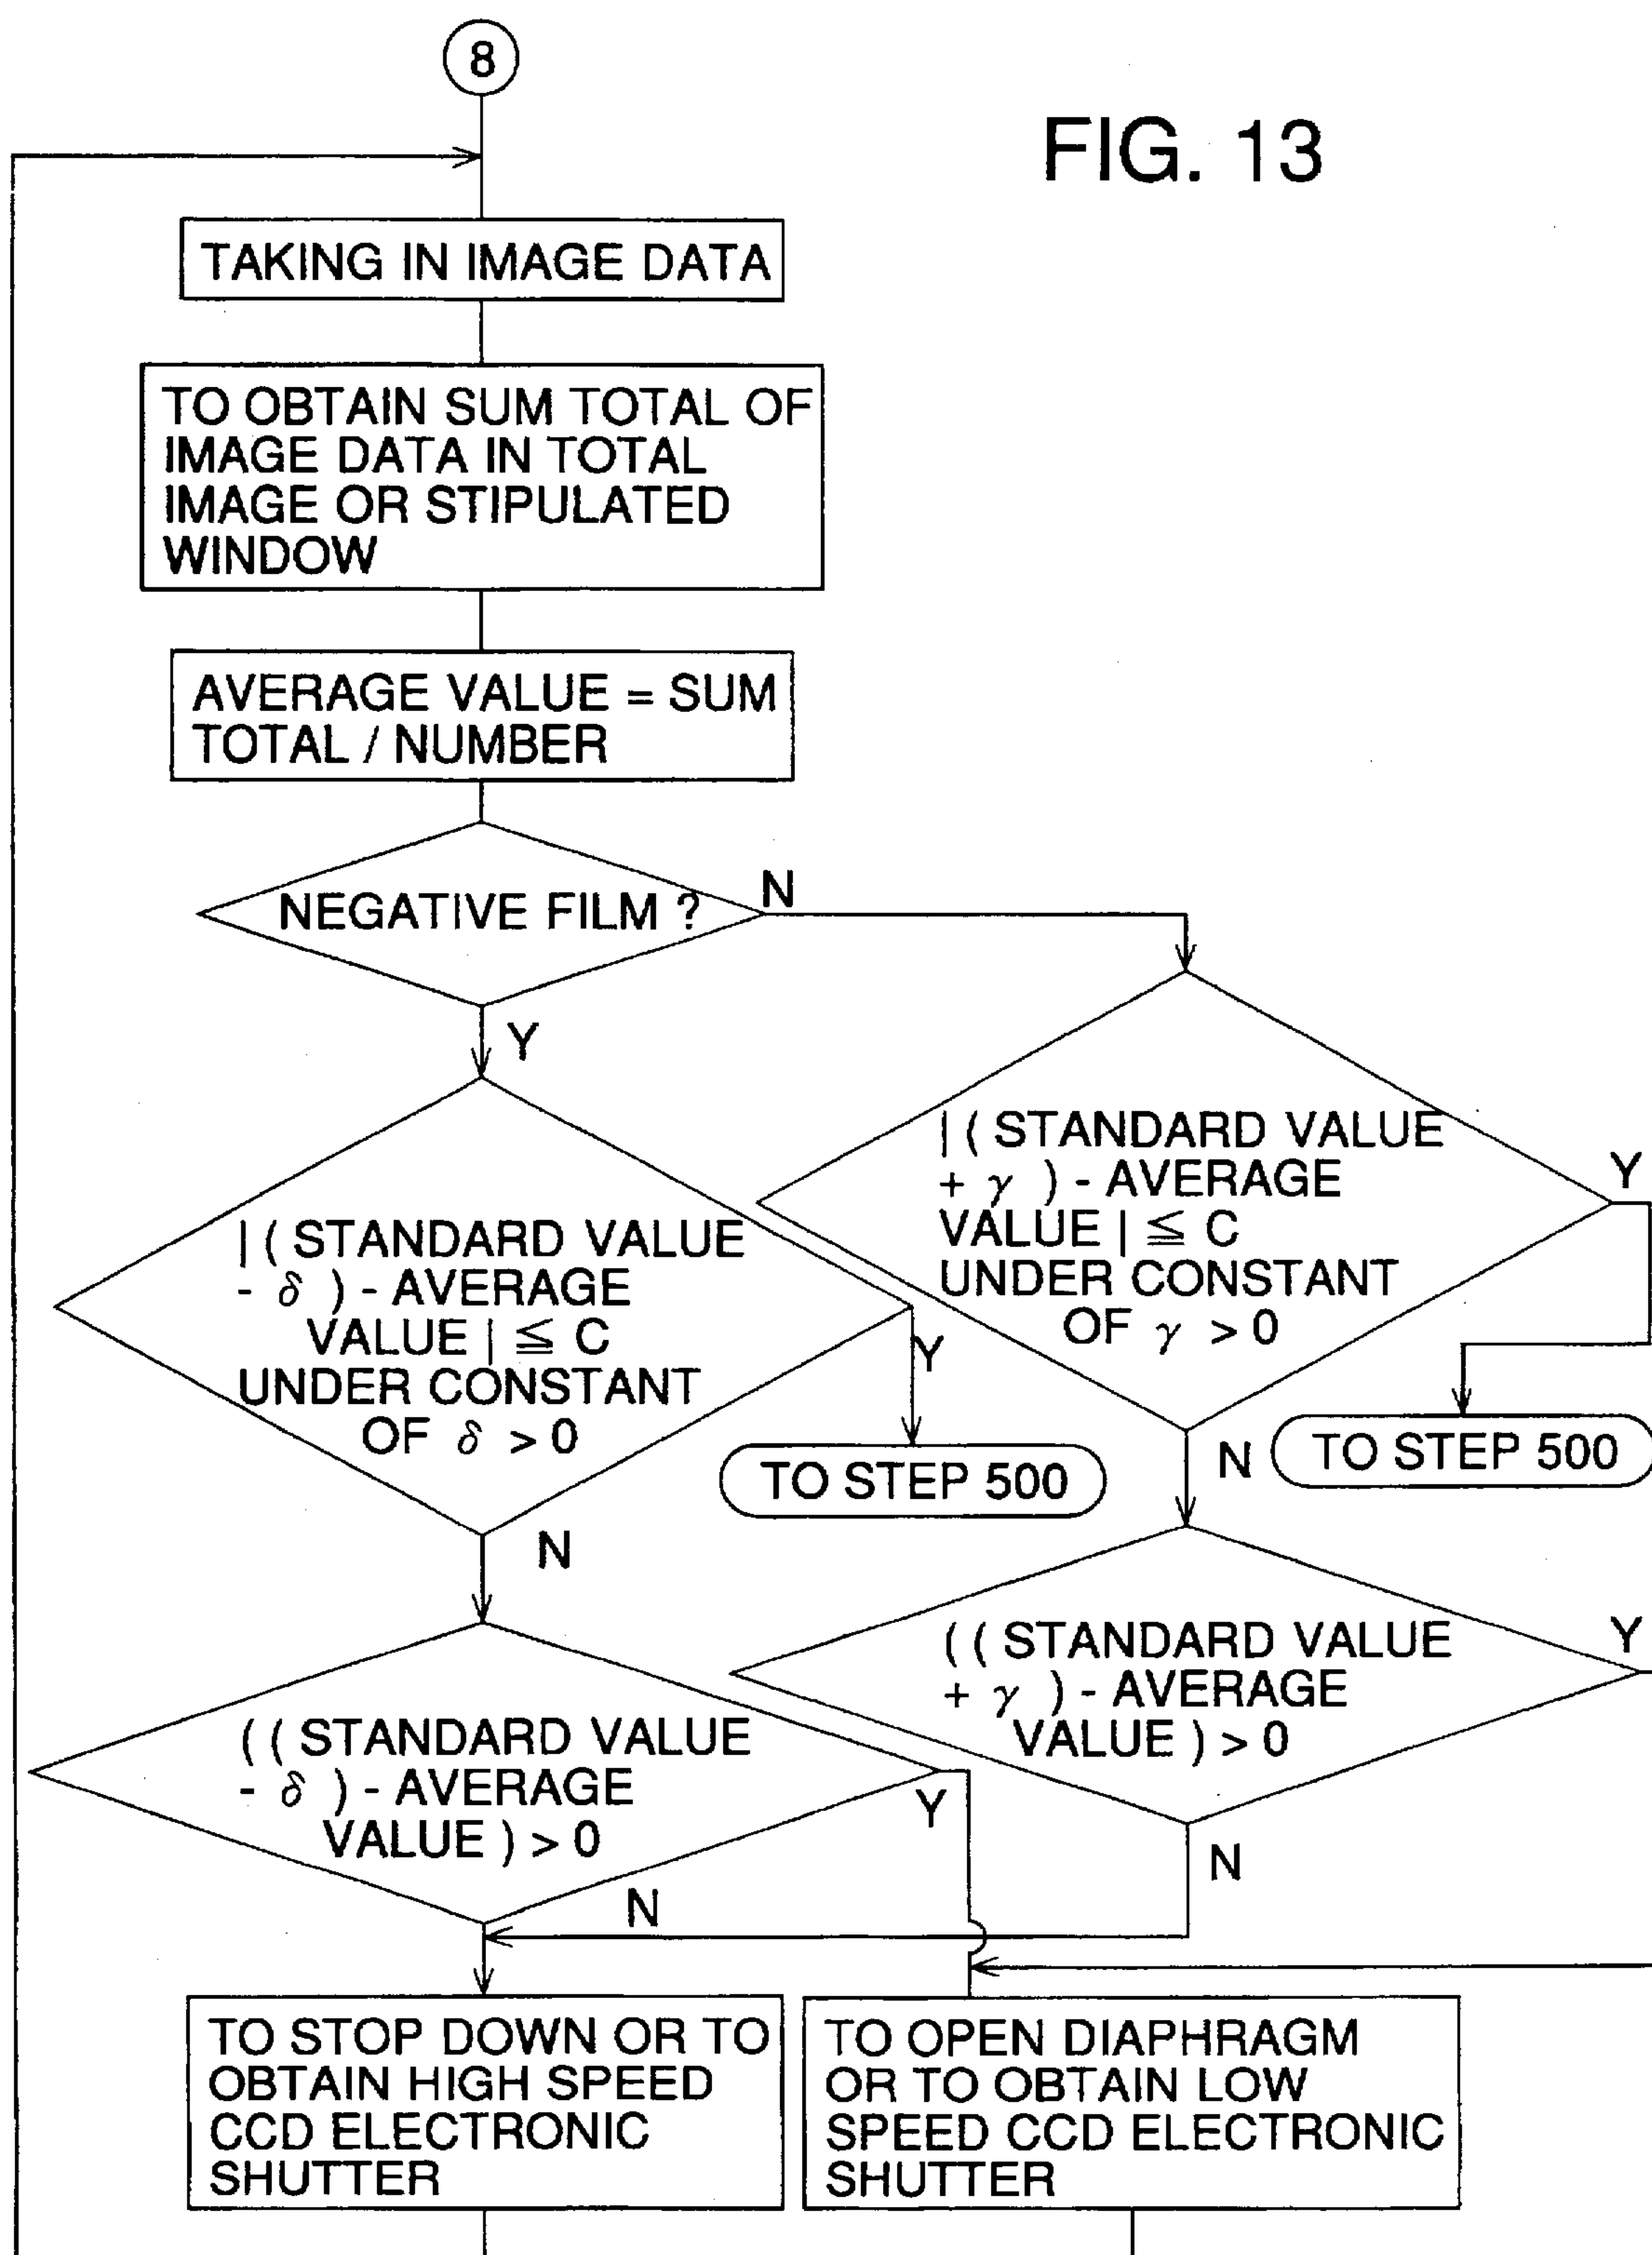 8
FIG. 13
TAKING IN IMAGE DATA
TO OBTAIN SUM TOTAL OF
IMAGE DATA IN TOTAL
IMAGE OR STIPULATED
WINDOW
AVERAGE VALUE = SUM
TOTAL / NUMBER
NEGATIVE FILM ?
N
Y
| ( STANDARD VALUE
+ γ ) - AVERAGE
VALUE | ≦ C
UNDER CONSTANT
OF γ > 0
Y
| ( STANDARD VALUE
- δ ) - AVERAGE
VALUE | ≦ C
UNDER CONSTANT
OF δ > 0
Y
TO STEP 500
N
TO STEP 500
N
( ( STANDARD VALUE
+ γ ) - AVERAGE
VALUE ) > 0
Y
( ( STANDARD VALUE
- δ ) - AVERAGE
VALUE ) > 0
Y
N
N
TO STOP DOWN OR TO
OBTAIN HIGH SPEED
CCD ELECTRONIC
SHUTTER
TO OPEN DIAPHRAGM
OR TO OBTAIN LOW
SPEED CCD ELECTRONIC
SHUTTER